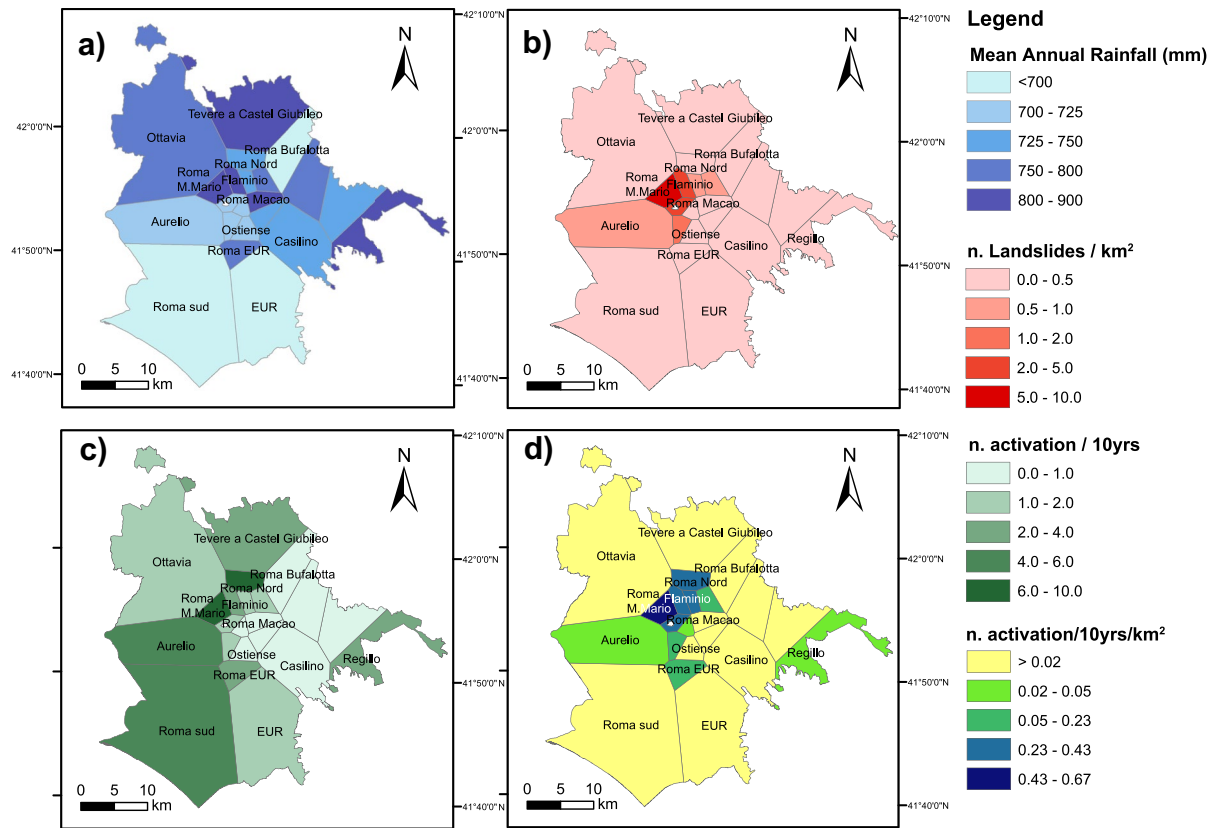 a)
N
Tevere a Castel Giubileo
Ottavia
Roma Bufalotta
Roma Nord
Roma
M.Mario
Flaminio
Roma Macao
Aurelio
Ostiense
Casilino
Roma EUR
Roma sud
EUR
0 5 10
km
42°0'0"N
41°50'0"N
41°40'0"N
42°10'0"N
42°0'0"N
41°50'0"N
41°40'0"N
b)
N
Tevere a Castel Giubileo
Ottavia
Roma Bufalotta
Roma Nord
Roma
M.Mario
Flaminio
Roma Macao
Aurelio
Ostiense
Casilino
Regillo
Roma EUR
Roma sud
EUR
0 5 10
km
42°10'0"N
42°0'0"N
41°50'0"N
41°40'0"N
c)
N
Tevere a Castel Giubileo
Ottavia
Roma Bufalotta
Roma Nord
Roma
M.Mario
Flaminio
Roma Macao
Aurelio
Ostiense
Casilino
Regillo
Roma EUR
Roma sud
EUR
0 5 10
km
42°10'0"N
42°0'0"N
41°50'0"N
41°40'0"N
d)
N
Tevere a Castel Giubileo
Ottavia
Roma Bufalotta
Roma Nord
Roma
M.Mario
Flaminio
Roma Macao
Aurelio
Ostiense
Casilino
Regillo
Roma EUR
Roma sud
EUR
0 5 10
km
42°10'0"N
42°0'0"N
41°50'0"N
41°40'0"N
Legend
Mean Annual Rainfall (mm)
<700
700 - 725
725 - 750
750 - 800
800 - 900
n. Landslides / km²
0.0 - 0.5
0.5 - 1.0
1.0 - 2.0
2.0 - 5.0
5.0 - 10.0
n. activation / 10yrs
0.0 - 1.0
1.0 - 2.0
2.0 - 4.0
4.0 - 6.0
6.0 - 10.0
n. activation/10yrs/km²
> 0.02
0.02 - 0.05
0.05 - 0.23
0.23 - 0.43
0.43 - 0.67